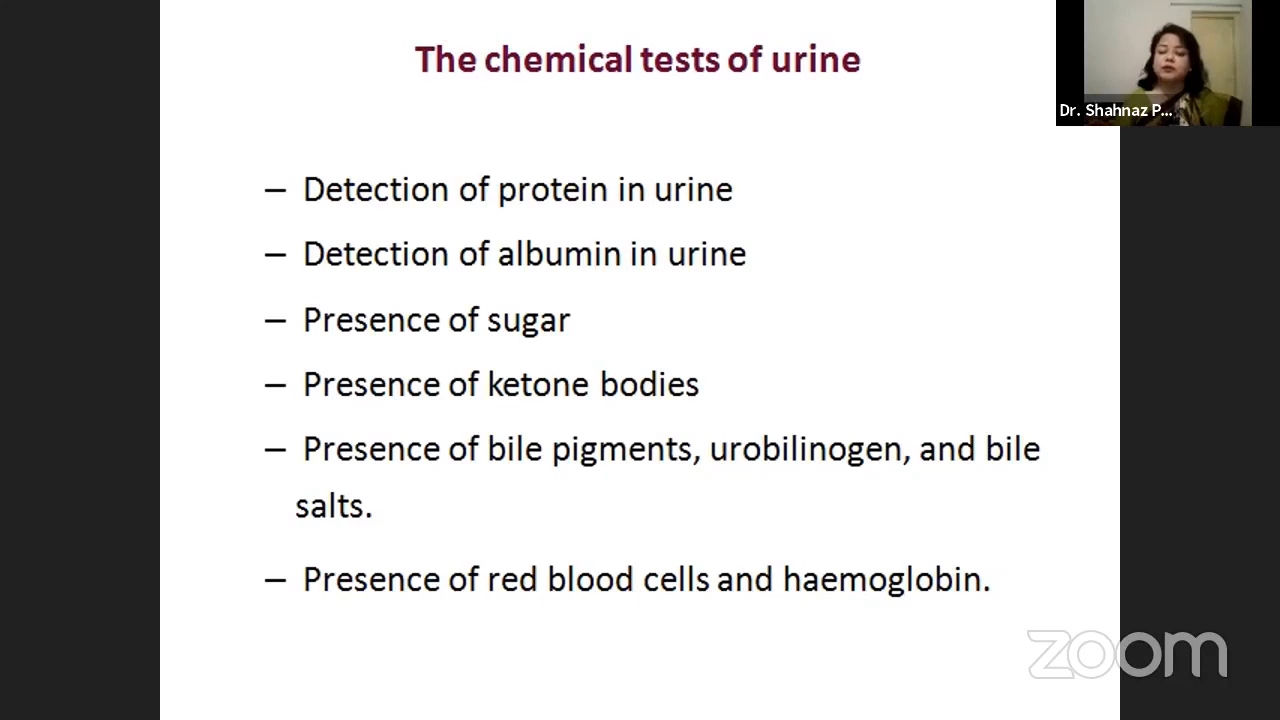 The chemical tests of urine
Dr. Shahnaz P...
– Detection of protein in urine
– Detection of albumin in urine
– Presence of sugar
– Presence of ketone bodies
– Presence of bile pigments, urobilinogen, and bile
salts.
– Presence of red blood cells and haemoglobin.
zoom